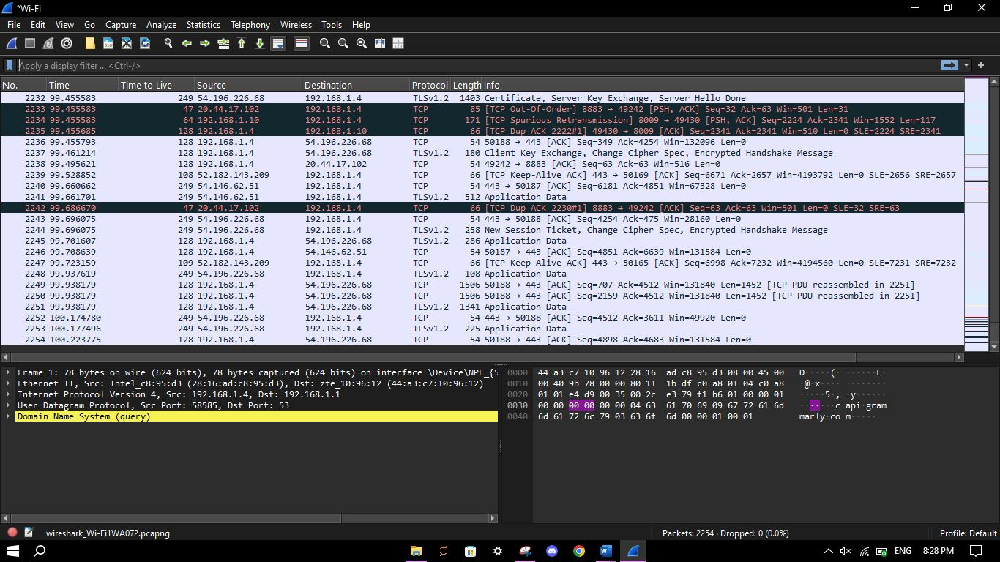 *Wi-Fi
File Edit View Go Capture Analyze Statistics Telephony Wireless Tools Help
Apply a display filter ... <Ctrl-/>
No. Time Time to Live Source Destination Protocol Length Info
2232 99.455583 249 54.196.226.68 192.168.1.4 TLSv1.2 1403 Certificate, Server Key Exchange, Server Hello Done
2233 99.455583 47 20.44.17.102 192.168.1.4 TCP 85 [TCP Out-Of-Order] 8883 → 49242 [PSH, ACK] Seq=32 Ack=63 Win=501 Len=31
2234 99.455583 64 192.168.1.10 192.168.1.4 TCP 171 [TCP Spurious Retransmission] 8009 → 49430 [PSH, ACK] Seq=2224 Ack=2341 Win=1552 Len=117
2235 99.455685 128 192.168.1.4 192.168.1.10 TCP 66 [TCP Dup ACK 2222#1] 49430 → 8009 [ACK] Seq=2341 Ack=2341 Win=510 Len=0 SLE=2224 SRE=2341
2236 99.455793 128 192.168.1.4 54.196.226.68 TCP 54 50188 → 443 [ACK] Seq=349 Ack=4254 Win=132096 Len=0
2237 99.461214 128 192.168.1.4 54.196.226.68 TLSv1.2 180 Client Key Exchange, Change Cipher Spec, Encrypted Handshake Message
2238 99.495621 128 192.168.1.4 20.44.17.102 TCP 54 49242 → 8883 [ACK] Seq=63 Ack=63 Win=516 Len=0
2239 99.528852 108 52.182.143.209 192.168.1.4 TCP 66 [TCP Keep-Alive ACK] 443 → 50169 [ACK] Seq=6671 Ack=2657 Win=4193792 Len=0 SLE=2656 SRE=2657
2240 99.660662 249 54.146.62.51 192.168.1.4 TCP 54 443 → 50187 [ACK] Seq=6181 Ack=4851 Win=67328 Len=0
2241 99.661701 249 54.146.62.51 192.168.1.4 TLSv1.2 512 Application Data
2242 99.686670 47 20.44.17.102 192.168.1.4 TCP 66 [TCP Dup ACK 2230#1] 8883 → 49242 [ACK] Seq=63 Ack=63 Win=501 Len=0 SLE=32 SRE=63
2243 99.696075 249 54.196.226.68 192.168.1.4 TCP 54 443 → 50188 [ACK] Seq=4254 Ack=475 Win=28160 Len=0
2244 99.696075 249 54.196.226.68 192.168.1.4 TLSv1.2 258 New Session Ticket, Change Cipher Spec, Encrypted Handshake Message
2245 99.701607 128 192.168.1.4 54.196.226.68 TLSv1.2 286 Application Data
2246 99.708639 128 192.168.1.4 54.146.62.51 TCP 54 50187 → 443 [ACK] Seq=4851 Ack=6639 Win=131584 Len=0
2247 99.723159 109 52.182.143.209 192.168.1.4 TCP 66 [TCP Keep-Alive ACK] 443 → 50165 [ACK] Seq=6998 Ack=7232 Win=4194560 Len=0 SLE=7231 SRE=7232
2248 99.937619 249 54.196.226.68 192.168.1.4 TLSv1.2 108 Application Data
2249 99.938179 128 192.168.1.4 54.196.226.68 TCP 1506 50188 → 443 [ACK] Seq=707 Ack=4512 Win=131840 Len=1452 [TCP PDU reassembled in 2251]
2250 99.938179 128 192.168.1.4 54.196.226.68 TCP 1506 50188 → 443 [ACK] Seq=2159 Ack=4512 Win=131840 Len=1452 [TCP PDU reassembled in 2251]
2251 99.938179 128 192.168.1.4 54.196.226.68 TLSv1.2 1341 Application Data
2252 100.174780 249 54.196.226.68 192.168.1.4 TCP 54 443 → 50188 [ACK] Seq=4512 Ack=3611 Win=49920 Len=0
2253 100.177496 249 54.196.226.68 192.168.1.4 TLSv1.2 225 Application Data
2254 100.223775 128 192.168.1.4 54.196.226.68 TCP 54 50188 → 443 [ACK] Seq=4898 Ack=4683 Win=131584 Len=0
Frame 1: 78 bytes on wire (624 bits), 78 bytes captured (624 bits) on interface \Device\NPF_{5
Ethernet II, Src: Intel_c8:95:d3 (28:16:ad:c8:95:d3), Dst: zte_10:96:12 (44:a3:c7:10:96:12)
Internet Protocol Version 4, Src: 192.168.1.4, Dst: 192.168.1.1
User Datagram Protocol, Src Port: 58585, Dst Port: 53
Domain Name System (query)
0000 44 a3 c7 10 96 12 28 16 ad c8 95 d3 08 00 45 00 D·····(· ······E·
0010 00 40 9b 78 00 00 80 11 1b df c0 a8 01 04 c0 a8 ·@·x···· ········
0020 01 01 e4 d9 00 35 00 2c e3 79 f1 b6 01 00 00 01 ·····5·, ·y······
0030 00 00 00 00 00 00 04 63 61 70 69 09 67 72 61 6d ·······c api·gram
0040 6d 61 72 6c 79 03 63 6f 6d 00 00 01 00 01 marly·co m·····
wireshark_Wi-Fi1WA072.pcapng
Packets: 2254 · Dropped: 0 (0.0%)
Profile: Default
ENG 8:28 PM